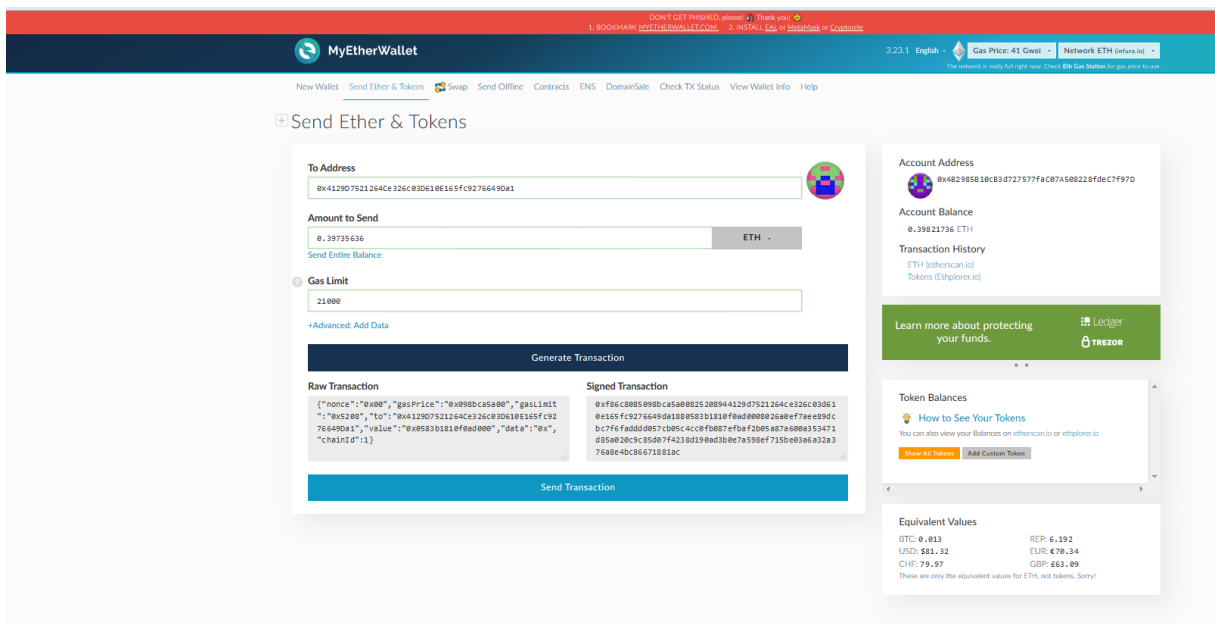 DON'T GET PHISHED, please! Thank you!
1. BOOKMARK MYETHERWALLET.COM. 2. INSTALL EAL or MetaMask or Cryptonite
MyEtherWallet
3.23.1 English Gas Price: 41 Gwei Network ETH (infura.io)
The network is really full right now. Check Eth Gas Station for gas price to use.
New Wallet Send Ether & Tokens Swap Send Offline Contracts ENS DomainSale Check TX Status View Wallet Info Help
+ Send Ether & Tokens
To Address
0x4129D7521264Ce326c03D610E165fc9276649Da1
Amount to Send
0.39735636 ETH
Send Entire Balance
? Gas Limit
21000
+Advanced: Add Data
Generate Transaction
Raw Transaction
{"nonce":"0x00","gasPrice":"0x098bca5a00","gasLimit
":"0x5208","to":"0x4129D7521264Ce326c03D610E165fc92
76649Da1","value":"0x0583b1810f0ad000","data":"0x",
"chainId":1}
Signed Transaction
0xf86c8085098bca5a00825208944129d7521264ce326c03d61
0e165fc9276649da1880583b1810f0ad0008026a0ef7aee89dc
bc7f6fadddd057cb05c4cc0fb087efbaf2b05a87a600a353471
d85a020c9c85d07f4238d190ad3b0e7a598ef715be03a6a32a3
76a8e4bc86671881ac
Send Transaction
Account Address
0x4B2985B10cB3d727577faC07A508228fdeC7f97D
Account Balance
0.39821736 ETH
Transaction History
ETH (etherscan.io)
Tokens (Ethplorer.io)
Learn more about protecting
your funds.
Ledger
TREZOR
Token Balances
How to See Your Tokens
You can also view your Balances on etherscan.io or ethplorer.io
Show All Tokens Add Custom Token
Equivalent Values
BTC: 0.013 REP: 6.192
USD: $81.32 EUR: €70.34
CHF: 79.97 GBP: £63.09
These are only the equivalent values for ETH, not tokens. Sorry!